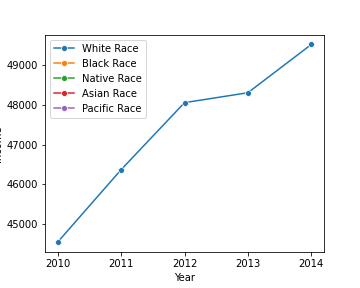 White Race
Black Race
Native Race
Asian Race
Pacific Race
49000
48000
47000
46000
45000
2010 2011 2012 2013 2014
Year